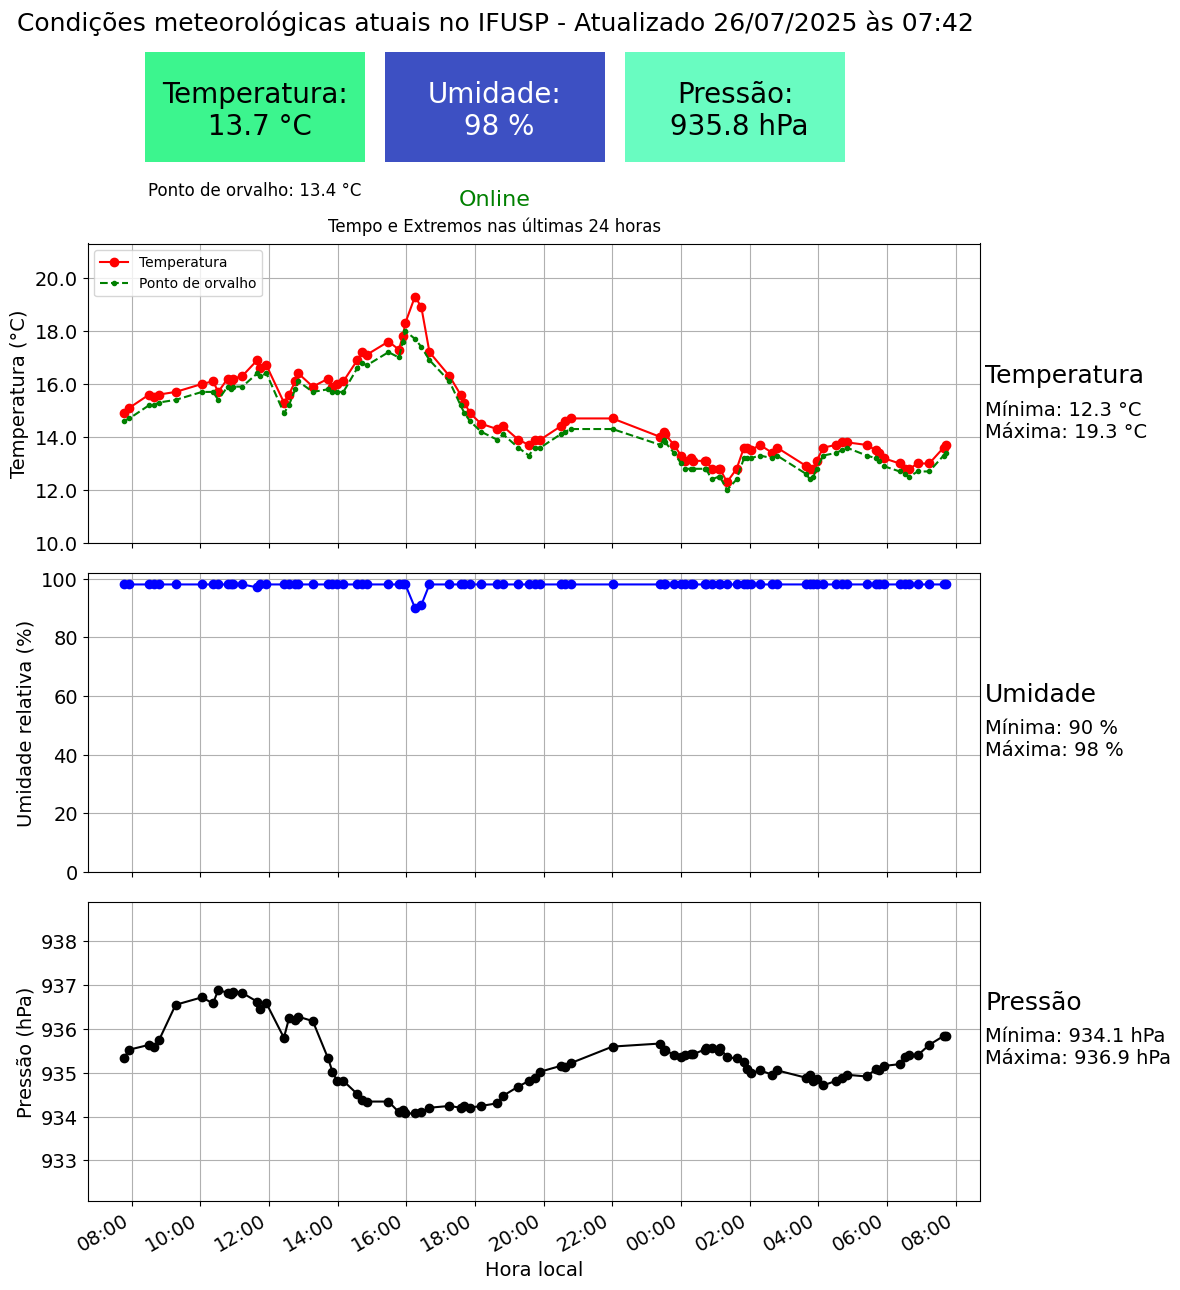 Condições meteorológicas atuais no IFUSP - Atualizado 26/07/2025 às 07:42
Temperatura:
13.7 °C
Umidade:
98 %
Pressão:
935.8 hPa
Ponto de orvalho: 13.4 °C
Online
Tempo e Extremos nas últimas 24 horas
Temperatura
Ponto de orvalho
Temperatura (°C)
20.0
18.0
16.0
14.0
12.0
10.0
Temperatura
Mínima: 12.3 °C
Máxima: 19.3 °C
Umidade relativa (%)
100
80
60
40
20
0
Umidade
Mínima: 90 %
Máxima: 98 %
Pressão (hPa)
938
937
936
935
934
933
Pressão
Mínima: 934.1 hPa
Máxima: 936.9 hPa
08:00
10:00
12:00
14:00
16:00
18:00
20:00
22:00
00:00
02:00
04:00
06:00
08:00
Hora local